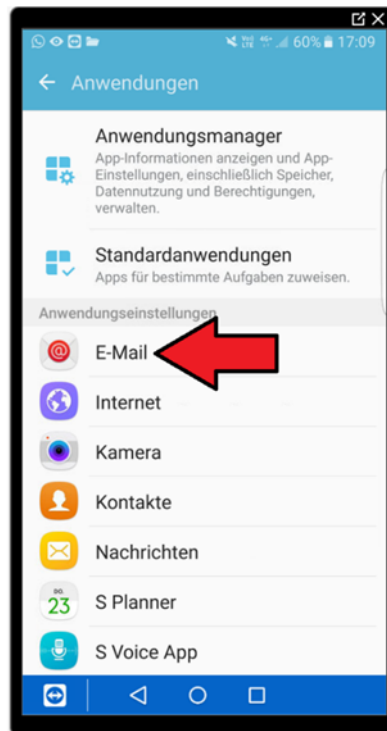 60% 17:09
Anwendungen
Anwendungsmanager
App-Informationen anzeigen und App-
Einstellungen, einschließlich Speicher,
Datennutzung und Berechtigungen,
verwalten.
Standardanwendungen
Apps für bestimmte Aufgaben zuweisen.
Anwendungseinstellungen
E-Mail
Internet
Kamera
Kontakte
Nachrichten
DO.
23
S Planner
S Voice App